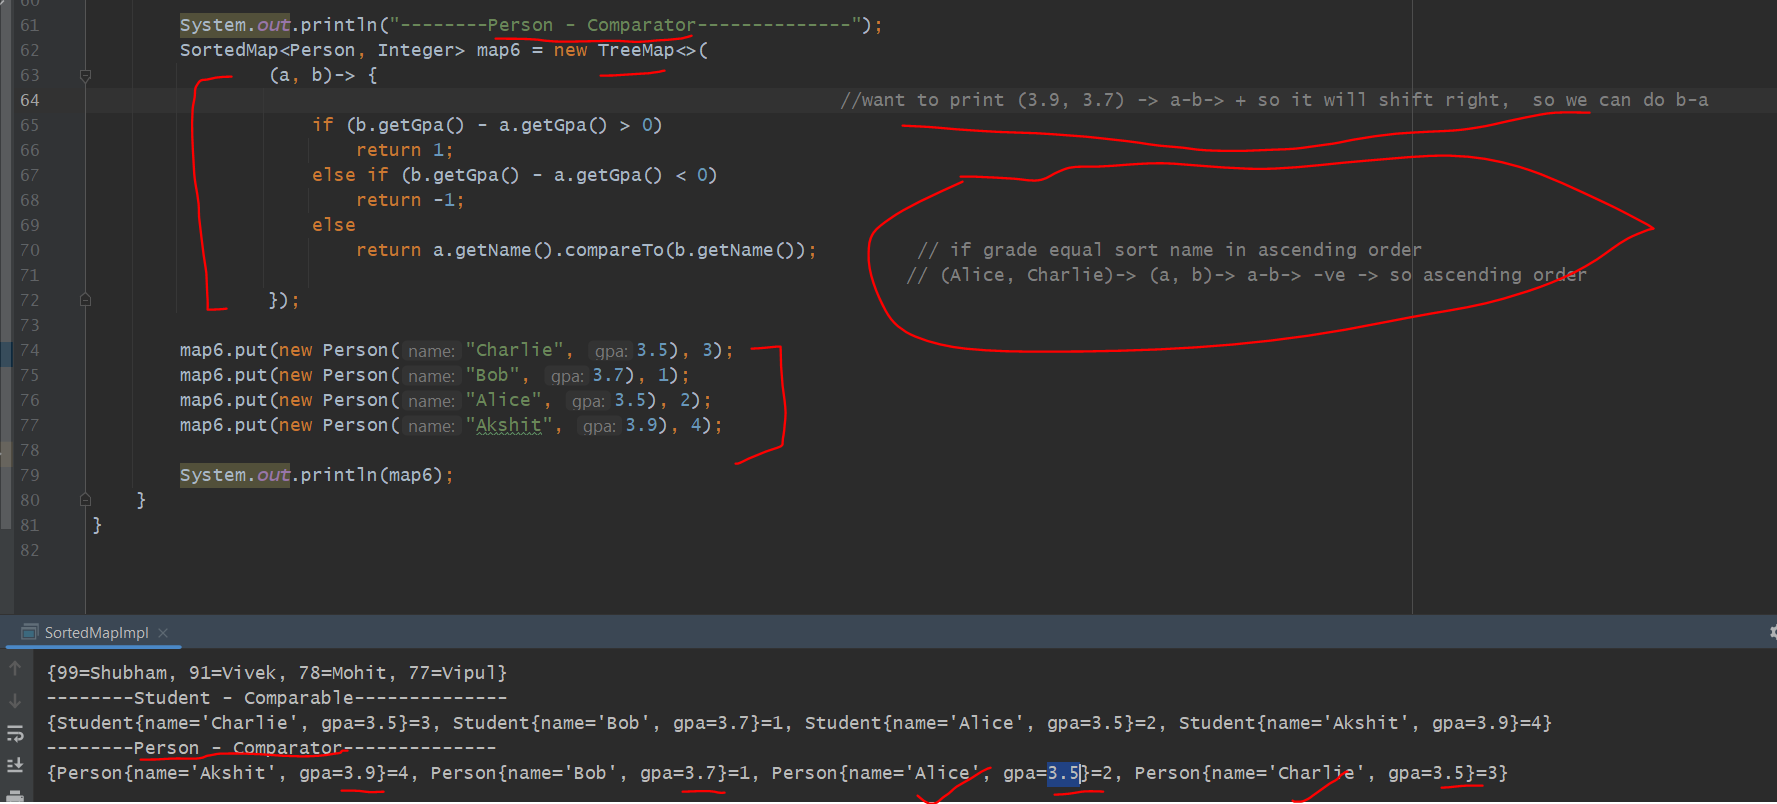 60
61 System.out.println("--------Person - Comparator--------------");
62 SortedMap<Person, Integer> map6 = new TreeMap<>(
63 (a, b)-> {
64 //want to print (3.9, 3.7) -> a-b-> + so it will shift right,  so we can do b-a
65 if (b.getGpa() - a.getGpa() > 0)
66 return 1;
67 else if (b.getGpa() - a.getGpa() < 0)
68 return -1;
69 else
70 return a.getName().compareTo(b.getName()); // if grade equal sort name in ascending order
71 // (Alice, Charlie)-> (a, b)-> a-b-> -ve -> so ascending order
72 });
73
74 map6.put(new Person( name: "Charlie", gpa: 3.5), 3);
75 map6.put(new Person( name: "Bob", gpa: 3.7), 1);
76 map6.put(new Person( name: "Alice", gpa: 3.5), 2);
77 map6.put(new Person( name: "Akshit", gpa: 3.9), 4);
78
79 System.out.println(map6);
80 }
81 }
82
SortedMapImpl
{99=Shubham, 91=Vivek, 78=Mohit, 77=Vipul}
--------Student - Comparable--------------
{Student{name='Charlie', gpa=3.5}=3, Student{name='Bob', gpa=3.7}=1, Student{name='Alice', gpa=3.5}=2, Student{name='Akshit', gpa=3.9}=4}
--------Person - Comparator--------------
{Person{name='Akshit', gpa=3.9}=4, Person{name='Bob', gpa=3.7}=1, Person{name='Alice', gpa=3.5}=2, Person{name='Charlie', gpa=3.5}=3}